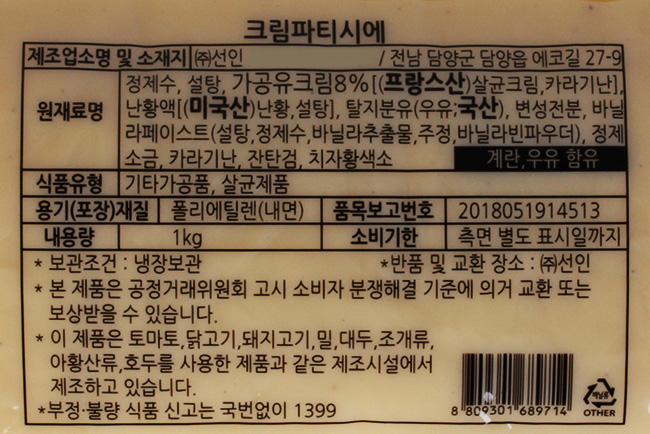 크림파티시에
제조업소명 및 소재지 ㈜선인 / 전남 담양군 담양읍 에코길 27-9
원재료명
정제수, 설탕, 가공유크림8%[(프랑스산)살균크림,카라기난],
난황액[(미국산)난황,설탕], 탈지분유(우유;국산), 변성전분, 바닐
라페이스트(설탕,정제수,바닐라추출물,주정,바닐라빈파우더), 정제
소금, 카라기난, 잔탄검, 치자황색소 계란,우유 함유
식품유형 기타가공품, 살균제품
용기(포장)재질 폴리에틸렌(내면) 품목보고번호 2018051914513
내용량 1kg 소비기한 측면 별도 표시일까지
* 보관조건 : 냉장보관 *반품 및 교환 장소 : ㈜선인
* 본 제품은 공정거래위원회 고시 소비자 분쟁해결 기준에 의거 교환 또는
보상받을 수 있습니다.
* 이 제품은 토마토,닭고기,돼지고기,밀,대두,조개류,
아황산류,호두를 사용한 제품과 같은 제조시설에서
제조하고 있습니다.
*부정·불량 식품 신고는 국번없이 1399
8 809301 689714
비닐류
OTHER